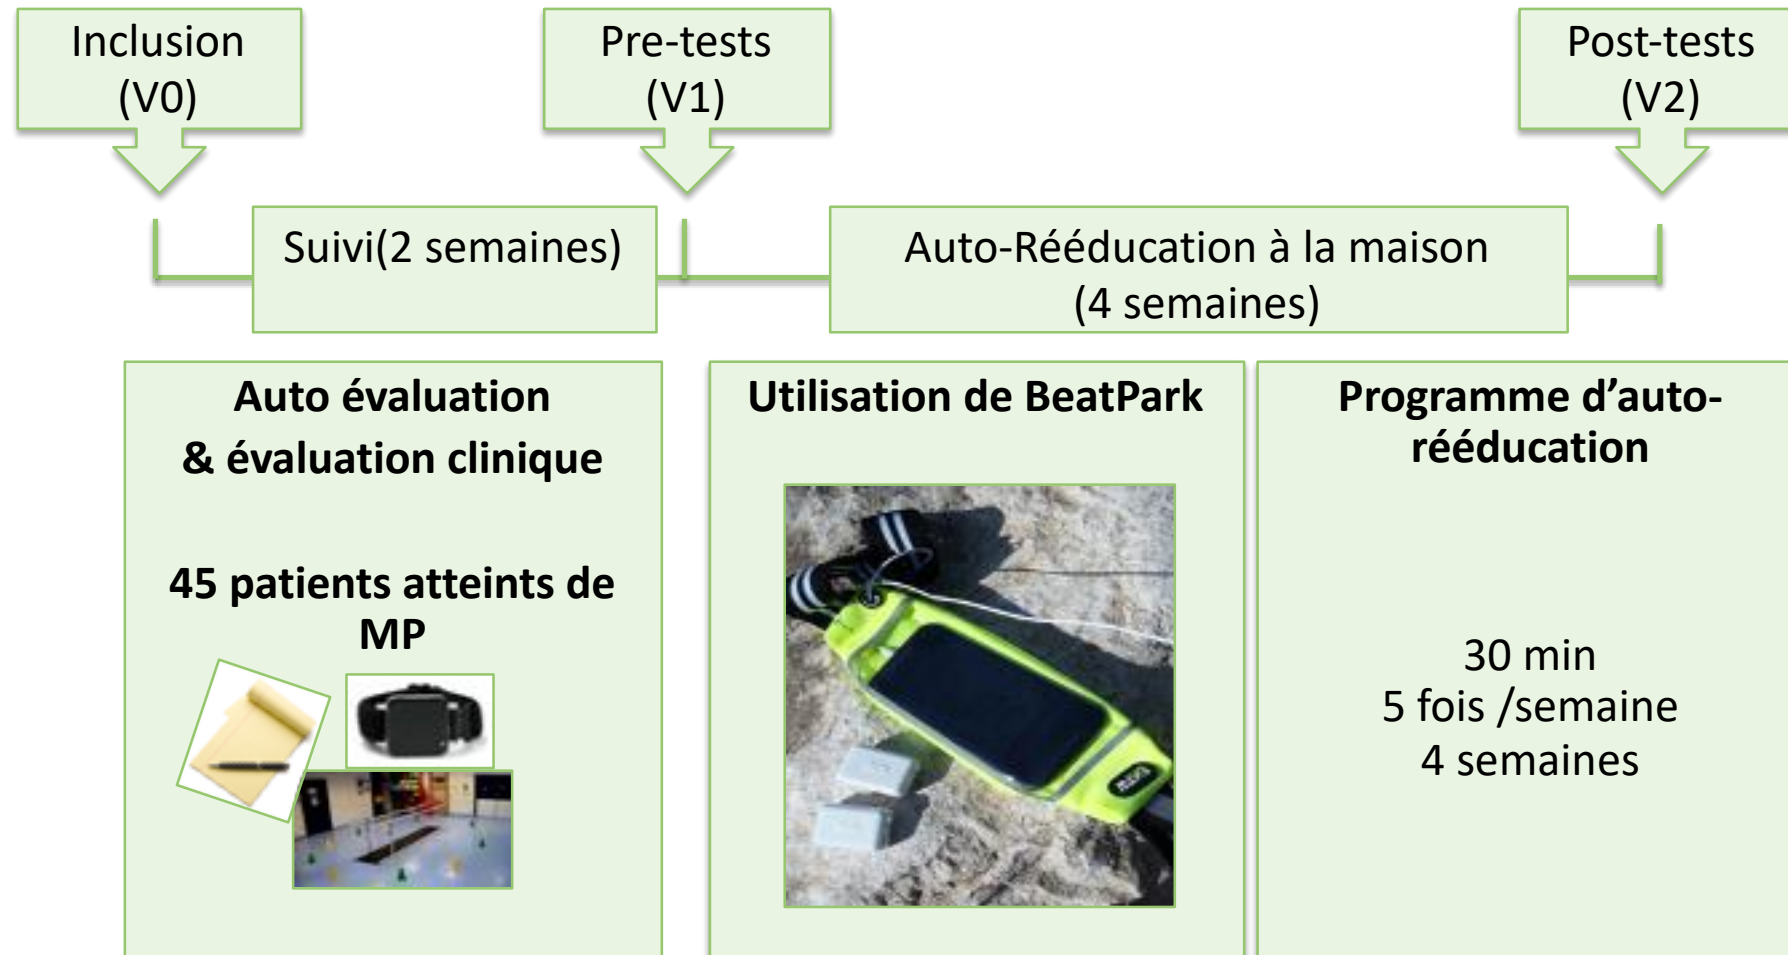 Inclusion
(V0)
Pre-tests
(V1)
Post-tests
(V2)
Suivi(2 semaines)
Auto-Rééducation à la maison
(4 semaines)
Auto évaluation
& évaluation clinique
45 patients atteints de
MP
Utilisation de BeatPark
Programme d’auto-
rééducation
30 min
5 fois /semaine
4 semaines